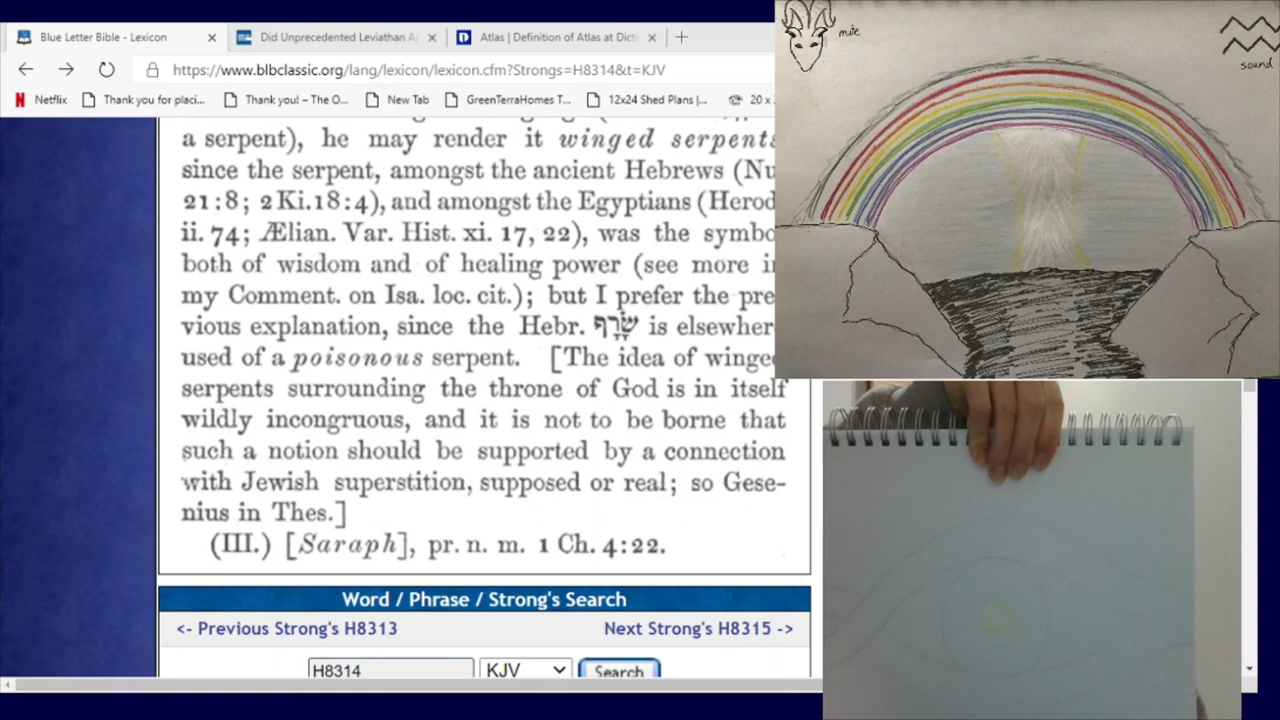 Blue Letter Bible - Lexicon
Did Unprecedented Leviathan A
Atlas | Definition of Atlas at Dicti
https://www.blbclassic.org/lang/lexicon/lexicon.cfm?Strongs=H8314&t=KJV
Netflix
Thank you for placi...
Thank you! – The O...
New Tab
GreenTerraHomes T...
12x24 Shed Plans |...
20 x
a serpent), he may render it winged serpents
since the serpent, amongst the ancient Hebrews (Nu
21:8; 2 Ki. 18:4), and amongst the Egyptians (Herod
ii. 74; Ælian. Var. Hist. xi. 17, 22), was the symbo
both of wisdom and of healing power (see more i
my Comment. on Isa. loc. cit.); but I prefer the pre
vious explanation, since the Hebr. שָׂרָף is elsewher
used of a poisonous serpent. [The idea of winge
serpents surrounding the throne of God is in itself
wildly incongruous, and it is not to be borne that
such a notion should be supported by a connection
with Jewish superstition, supposed or real; so Gese-
nius in Thes.]
(III.) [Saraph], pr. n. m. 1 Ch. 4:22.
Word / Phrase / Strong's Search
<- Previous Strong's H8313
Next Strong's H8315 ->
H8314
KJV
Search
mute
sound